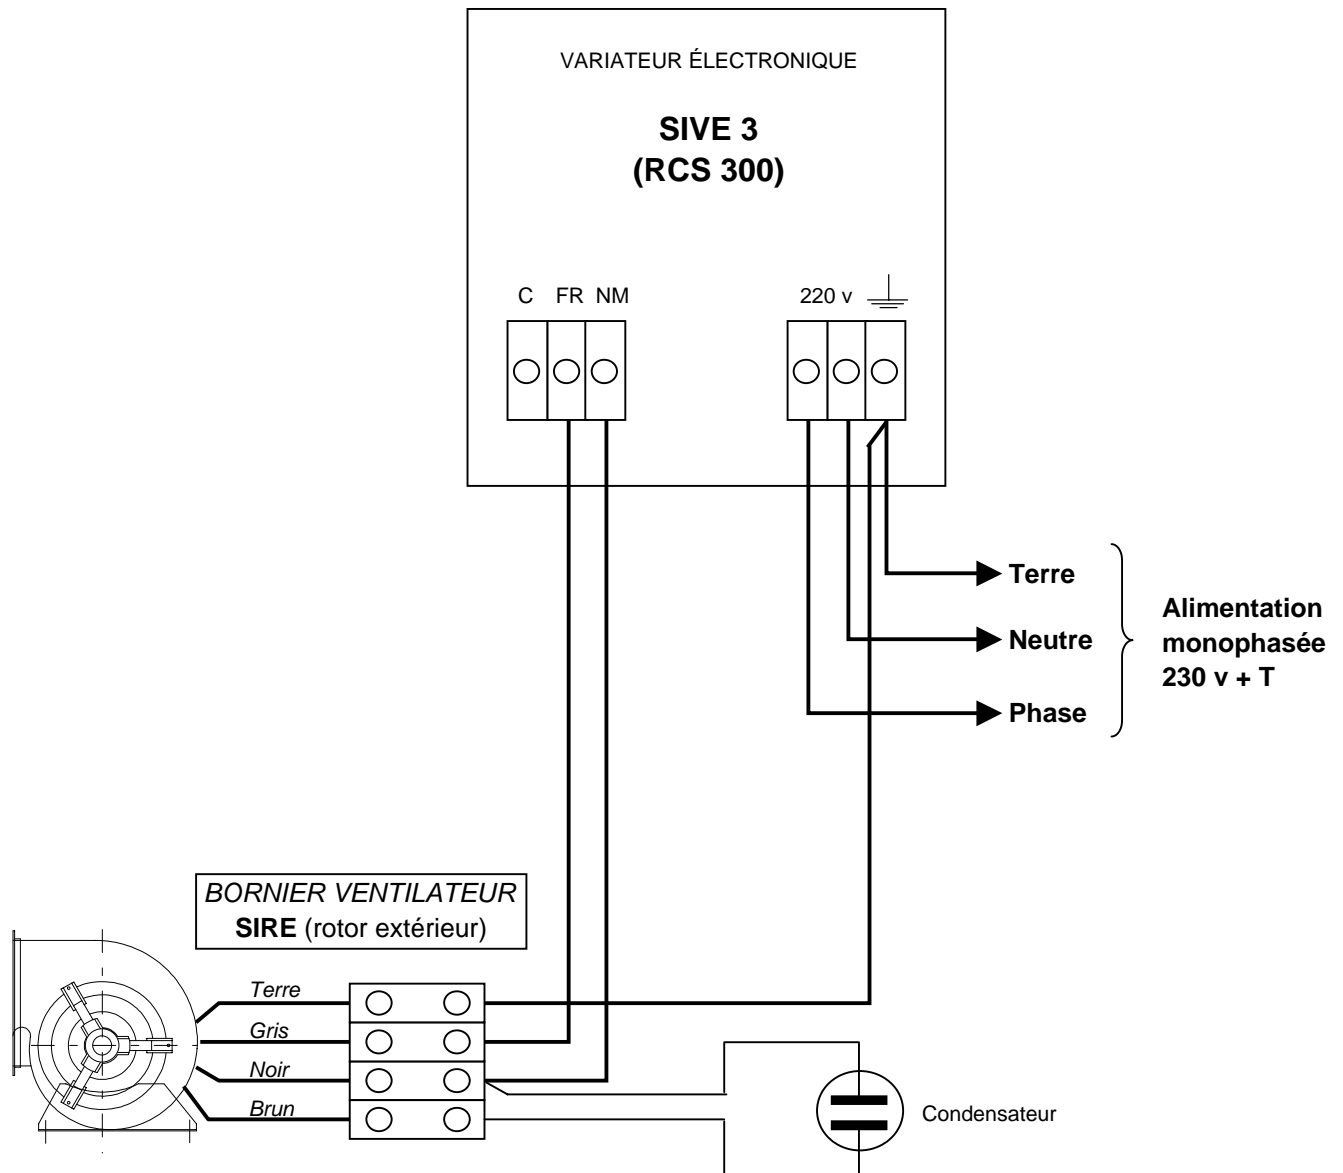 VARIATEUR ÉLECTRONIQUE
SIVE 3
(RCS 300)
C FR NM
220 v
Terre
Neutre
Phase
Alimentation
monophasée
230 v + T
BORNIER VENTILATEUR
SIRE (rotor extérieur)
Terre
Gris
Noir
Brun
Condensateur